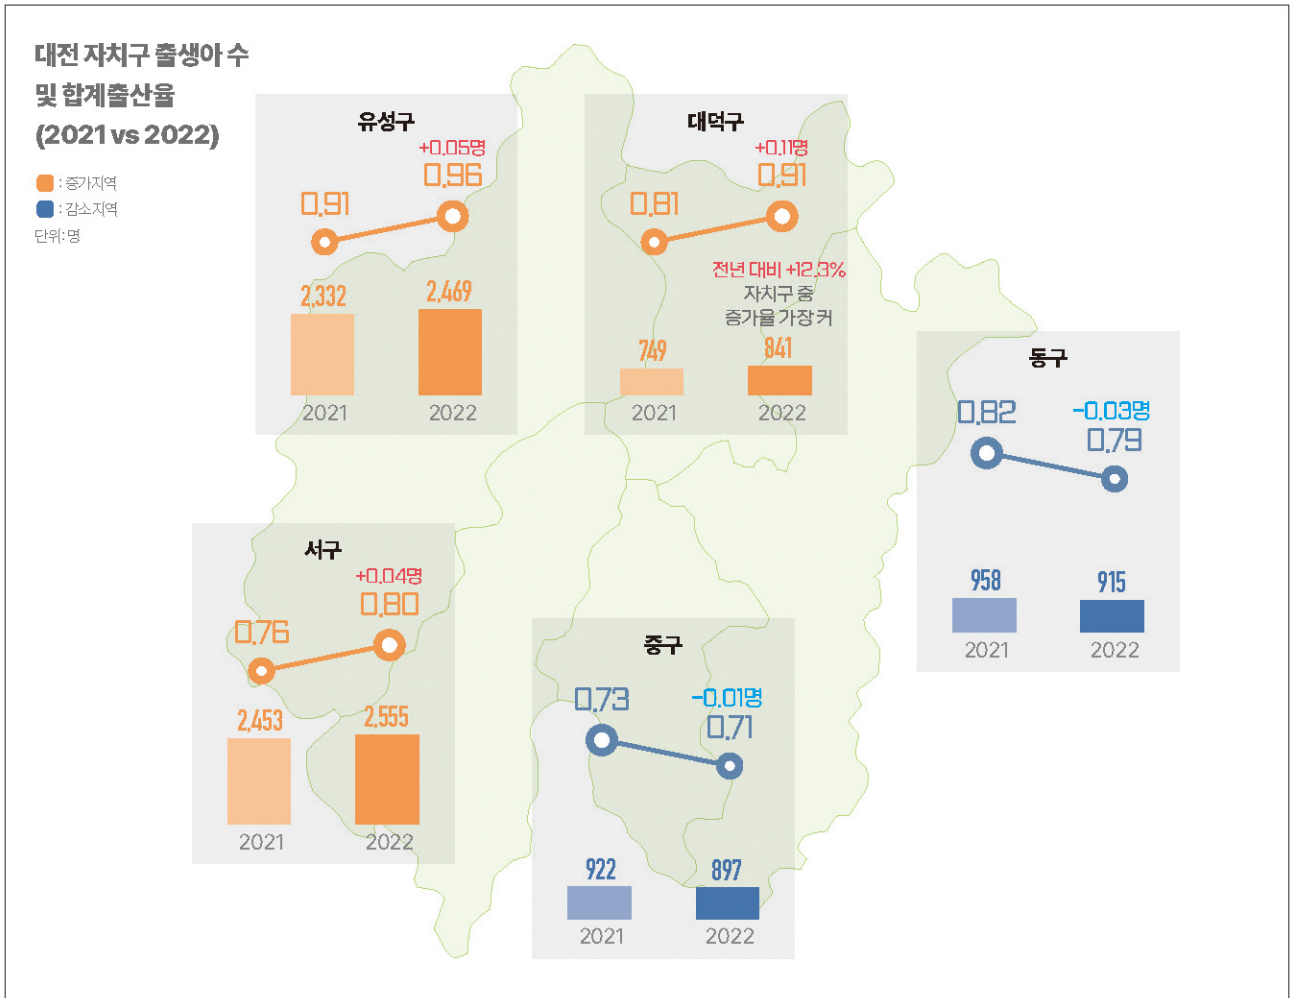 대전 자치구 출생아 수
및 합계출산율
(2021 vs 2022)
: 증가지역
: 감소지역
단위: 명
유성구
+0.05명
0.91
0.96
2,332
2,469
2021
2022
대덕구
+0.11명
0.81
0.91
전년 대비 +12.3%
자치구 중
증가율 가장 커
749
841
2021
2022
동구
0.82
-0.03명
0.79
958
915
2021
2022
서구
+0.04명
0.76
0.80
2,453
2,555
2021
2022
중구
0.73
-0.01명
0.71
922
897
2021
2022